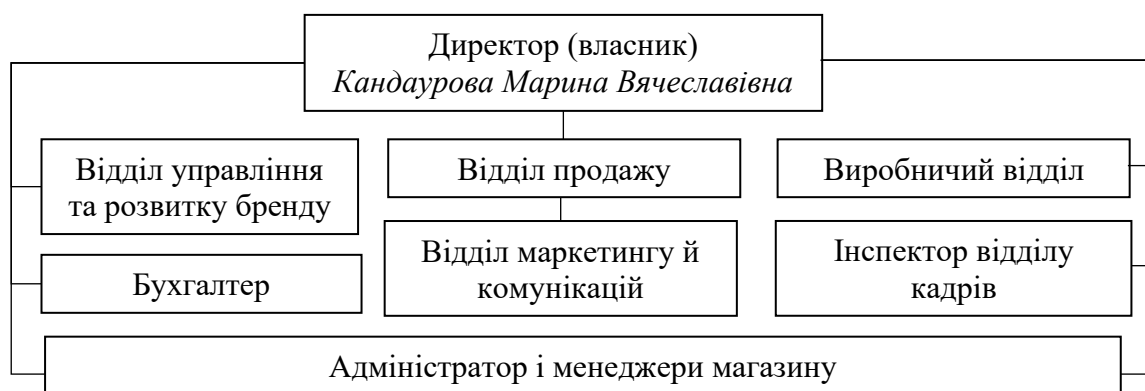 Директор (власник)
Кандаурова Марина Вячеславівна
Відділ управління
та розвитку бренду
Відділ продажу
Виробничий відділ
Бухгалтер
Відділ маркетингу й
комунікацій
Інспектор відділу
кадрів
Адміністратор і менеджери магазину